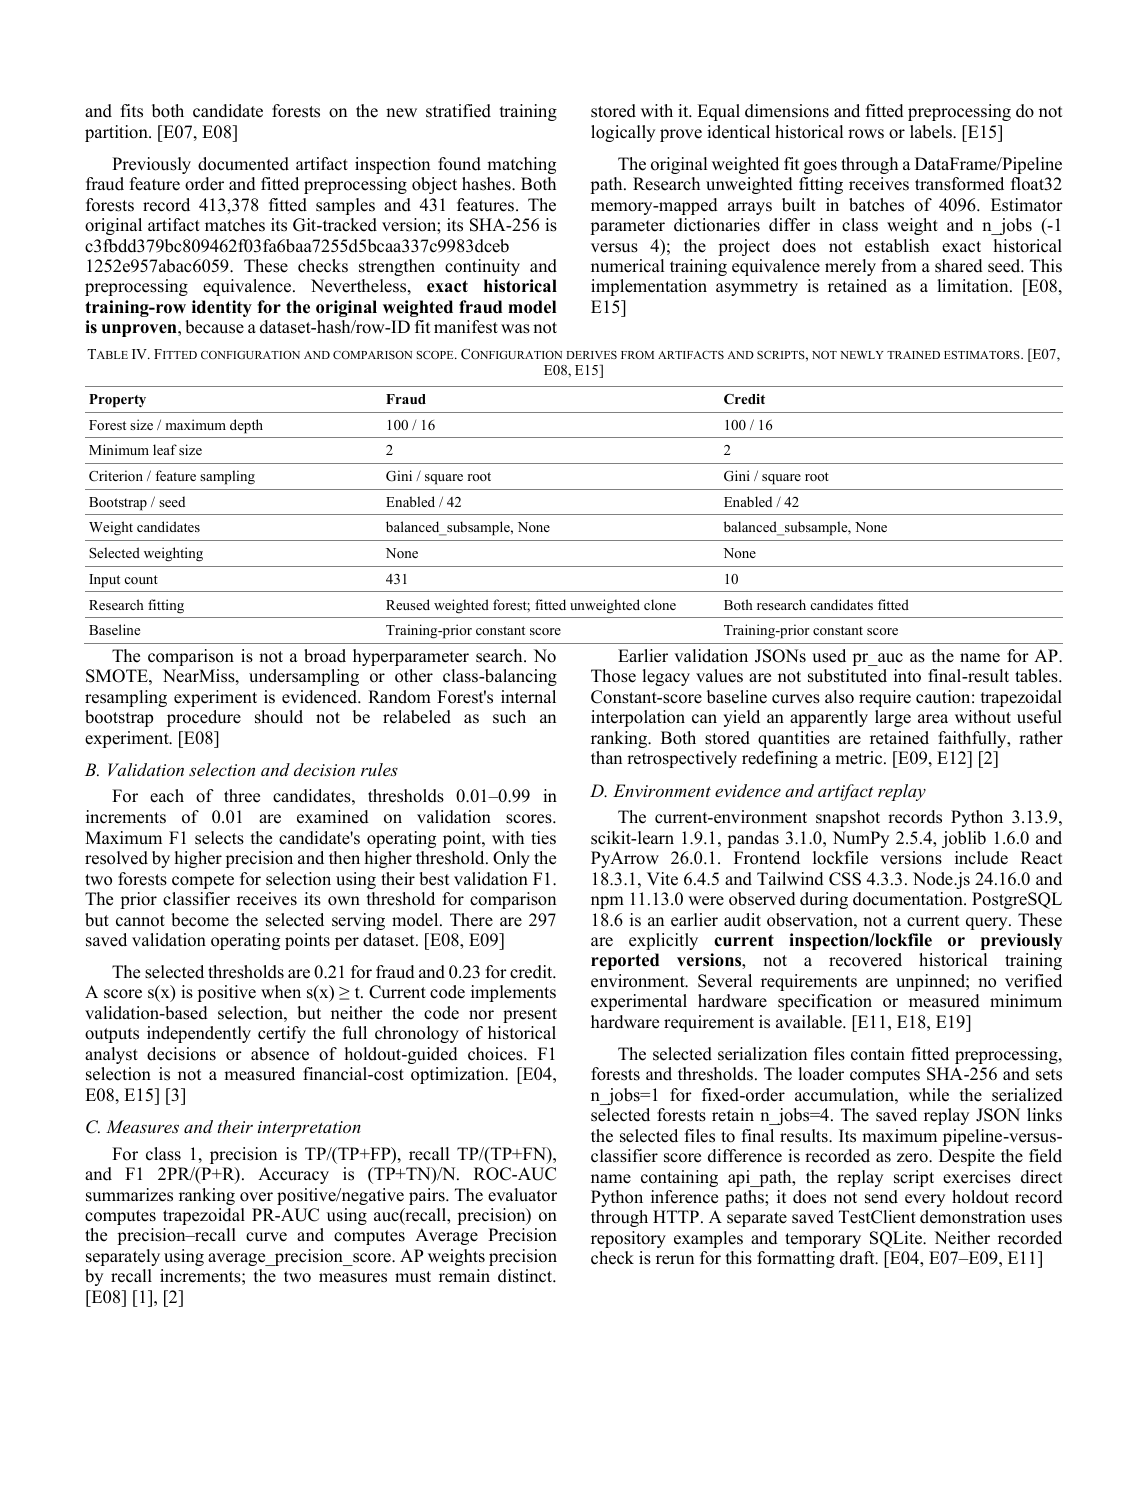 and fits both candidate forests on the new stratified training
partition. [E07, E08]
Previously documented artifact inspection found matching
fraud feature order and fitted preprocessing object hashes. Both
forests record 413,378 fitted samples and 431 features. The
original artifact matches its Git-tracked version; its SHA-256 is
c3fbdd379bc809462f03fa6baa7255d5bcaa337c9983dceb
1252e957abac6059. These checks strengthen continuity and
preprocessing equivalence. Nevertheless, exact historical
training-row identity for the original weighted fraud model
is unproven, because a dataset-hash/row-ID fit manifest was not
stored with it. Equal dimensions and fitted preprocessing do not
logically prove identical historical rows or labels. [E15]
The original weighted fit goes through a DataFrame/Pipeline
path. Research unweighted fitting receives transformed float32
memory-mapped arrays built in batches of 4096. Estimator
parameter dictionaries differ in class weight and n_jobs (-1
versus 4); the project does not establish exact historical
numerical training equivalence merely from a shared seed. This
implementation asymmetry is retained as a limitation. [E08,
E15]
TABLE IV. FITTED CONFIGURATION AND COMPARISON SCOPE. CONFIGURATION DERIVES FROM ARTIFACTS AND SCRIPTS, NOT NEWLY TRAINED ESTIMATORS. [E07,
E08, E15]
Property Fraud Credit
Forest size / maximum depth 100 / 16 100 / 16
Minimum leaf size 2 2
Criterion / feature sampling Gini / square root Gini / square root
Bootstrap / seed Enabled / 42 Enabled / 42
Weight candidates balanced_subsample, None balanced_subsample, None
Selected weighting None None
Input count 431 10
Research fitting Reused weighted forest; fitted unweighted clone Both research candidates fitted
Baseline Training-prior constant score Training-prior constant score
The comparison is not a broad hyperparameter search. No
SMOTE, NearMiss, undersampling or other class-balancing
resampling experiment is evidenced. Random Forest's internal
bootstrap procedure should not be relabeled as such an
experiment. [E08]
B. Validation selection and decision rules
For each of three candidates, thresholds 0.01–0.99 in
increments of 0.01 are examined on validation scores.
Maximum F1 selects the candidate's operating point, with ties
resolved by higher precision and then higher threshold. Only the
two forests compete for selection using their best validation F1.
The prior classifier receives its own threshold for comparison
but cannot become the selected serving model. There are 297
saved validation operating points per dataset. [E08, E09]
The selected thresholds are 0.21 for fraud and 0.23 for credit.
A score s(x) is positive when s(x) ≥ t. Current code implements
validation-based selection, but neither the code nor present
outputs independently certify the full chronology of historical
analyst decisions or absence of holdout-guided choices. F1
selection is not a measured financial-cost optimization. [E04,
E08, E15] [3]
C. Measures and their interpretation
For class 1, precision is TP/(TP+FP), recall TP/(TP+FN),
and F1 2PR/(P+R). Accuracy is (TP+TN)/N. ROC-AUC
summarizes ranking over positive/negative pairs. The evaluator
computes trapezoidal PR-AUC using auc(recall, precision) on
the precision–recall curve and computes Average Precision
separately using average_precision_score. AP weights precision
by recall increments; the two measures must remain distinct.
[E08] [1], [2]
Earlier validation JSONs used pr_auc as the name for AP.
Those legacy values are not substituted into final-result tables.
Constant-score baseline curves also require caution: trapezoidal
interpolation can yield an apparently large area without useful
ranking. Both stored quantities are retained faithfully, rather
than retrospectively redefining a metric. [E09, E12] [2]
D. Environment evidence and artifact replay
The current-environment snapshot records Python 3.13.9,
scikit-learn 1.9.1, pandas 3.1.0, NumPy 2.5.4, joblib 1.6.0 and
PyArrow 26.0.1. Frontend lockfile versions include React
18.3.1, Vite 6.4.5 and Tailwind CSS 4.3.3. Node.js 24.16.0 and
npm 11.13.0 were observed during documentation. PostgreSQL
18.6 is an earlier audit observation, not a current query. These
are explicitly current inspection/lockfile or previously
reported versions, not a recovered historical training
environment. Several requirements are unpinned; no verified
experimental hardware specification or measured minimum
hardware requirement is available. [E11, E18, E19]
The selected serialization files contain fitted preprocessing,
forests and thresholds. The loader computes SHA-256 and sets
n_jobs=1 for fixed-order accumulation, while the serialized
selected forests retain n_jobs=4. The saved replay JSON links
the selected files to final results. Its maximum pipeline-versus-
classifier score difference is recorded as zero. Despite the field
name containing api_path, the replay script exercises direct
Python inference paths; it does not send every holdout record
through HTTP. A separate saved TestClient demonstration uses
repository examples and temporary SQLite. Neither recorded
check is rerun for this formatting draft. [E04, E07–E09, E11]